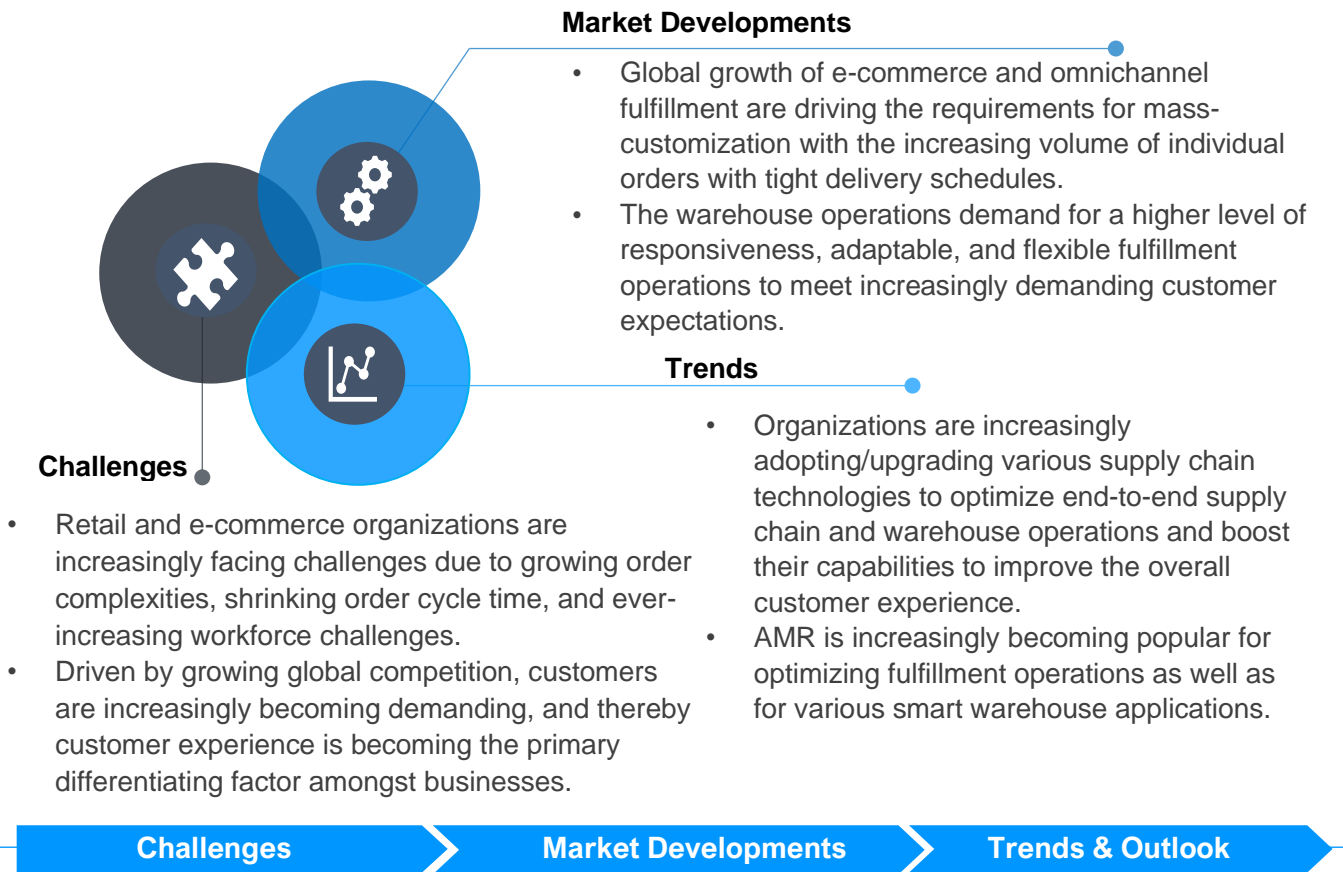 Market Developments
• Global growth of e-commerce and omnichannel
fulfillment are driving the requirements for mass-
customization with the increasing volume of individual
orders with tight delivery schedules.
• The warehouse operations demand for a higher level of
responsiveness, adaptable, and flexible fulfillment
operations to meet increasingly demanding customer
expectations.
Trends
• Organizations are increasingly
adopting/upgrading various supply chain
technologies to optimize end-to-end supply
chain and warehouse operations and boost
their capabilities to improve the overall
customer experience.
• AMR is increasingly becoming popular for
optimizing fulfillment operations as well as
for various smart warehouse applications.
Challenges
• Retail and e-commerce organizations are
increasingly facing challenges due to growing order
complexities, shrinking order cycle time, and ever-
increasing workforce challenges.
• Driven by growing global competition, customers
are increasingly becoming demanding, and thereby
customer experience is becoming the primary
differentiating factor amongst businesses.
Challenges
Market Developments
Trends & Outlook